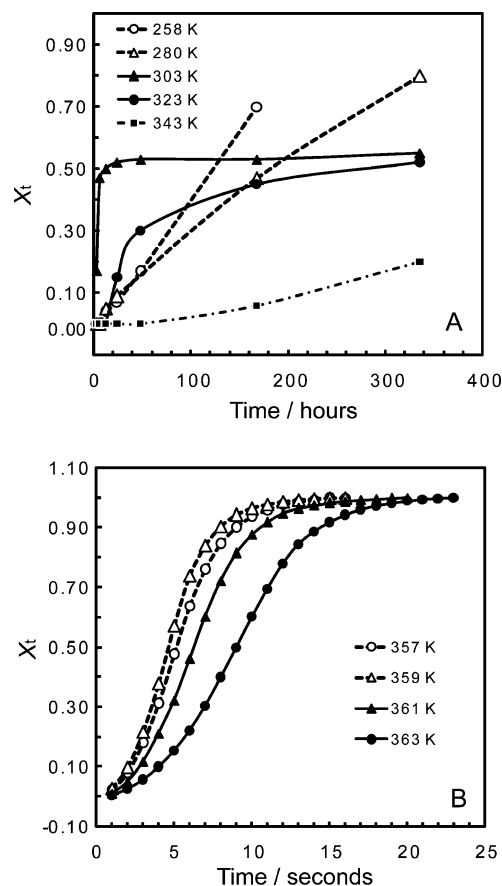 0.90
0.70
0.50
0.30
0.10
0.00
Xt
258 K
280 K
303 K
323 K
343 K
A
0
100
200
300
400
Time / hours
1.10
0.90
0.70
0.50
0.30
0.10
-0.10
Xt
357 K
359 K
361 K
363 K
B
0
5
10
15
20
25
Time / seconds